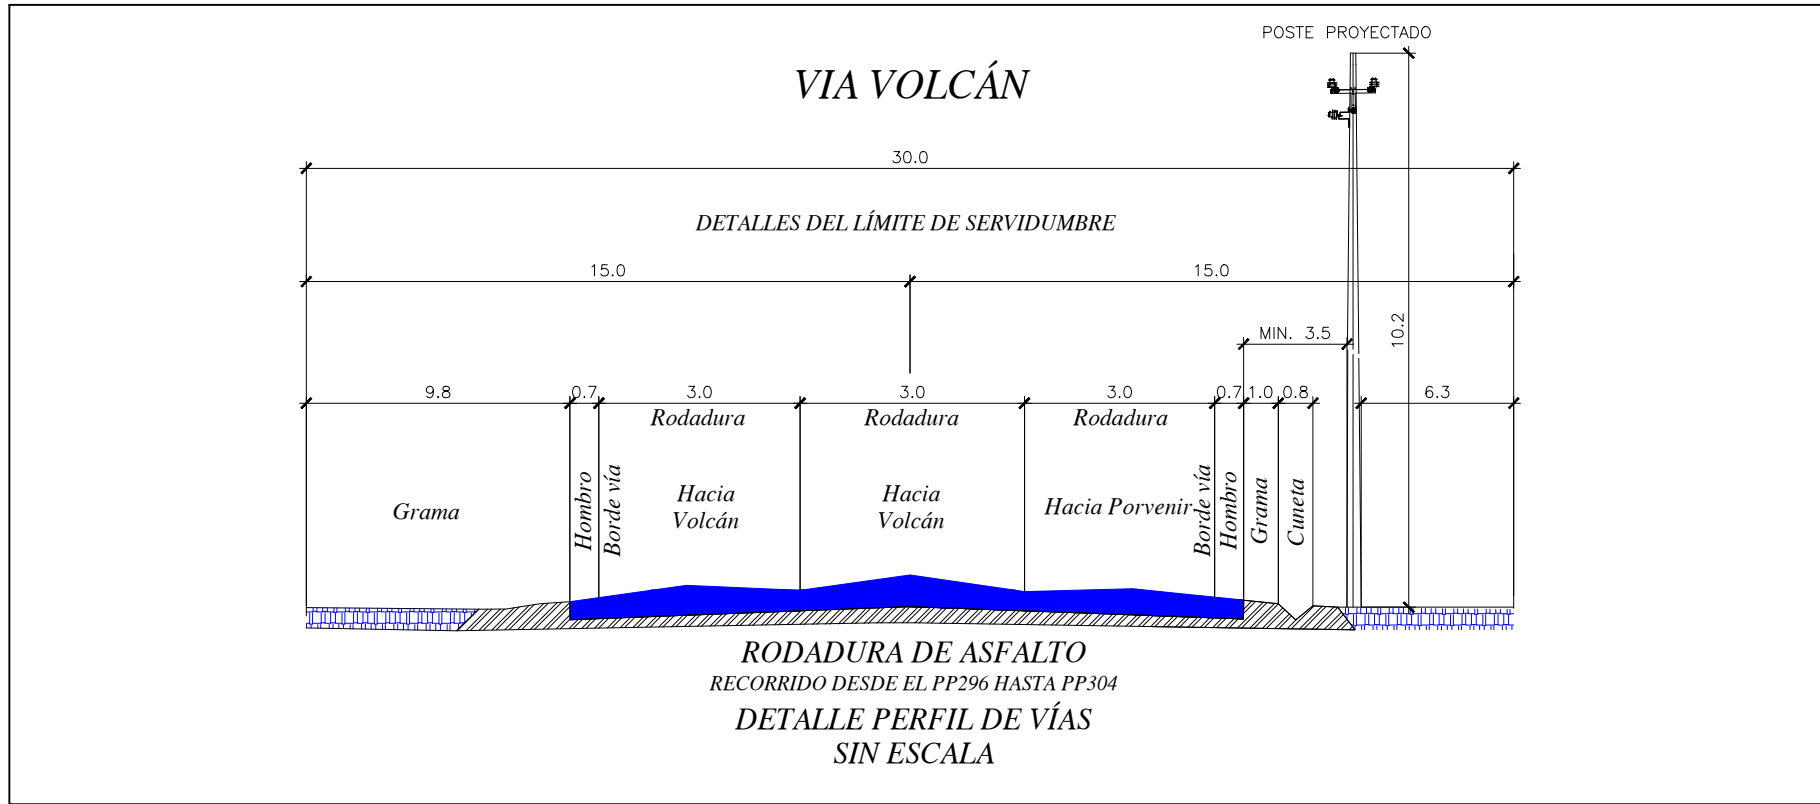 POSTE PROYECTADO
VIA VOLCÁN
30.0
DETALLES DEL LÍMITE DE SERVIDUMBRE
15.0 15.0
10.2
MIN. 3.5
9.8 0.7 3.0 3.0 3.0 0.7 1.0 0.8 6.3
Rodadura Rodadura Rodadura
Grama
Hombro
Borde vía
Hacia
Volcán
Hacia
Volcán
Hacia Porvenir
Borde vía
Hombro
Grama
Cuneta
RODADURA DE ASFALTO
RECORRIDO DESDE EL PP296 HASTA PP304
DETALLE PERFIL DE VÍAS
SIN ESCALA